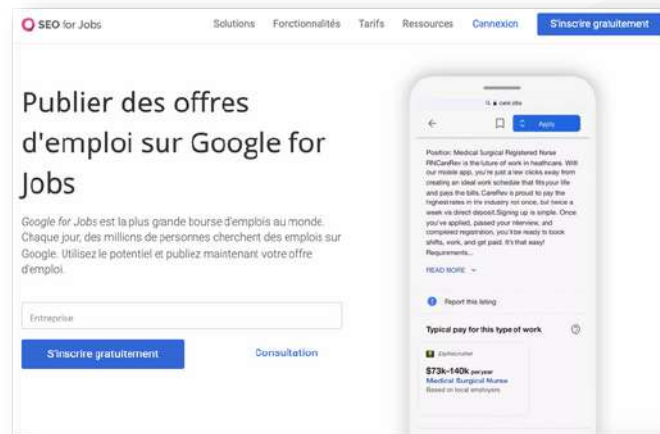 SEO for Jobs
Solutions
Fonctionnalités
Tarifs
Ressources
Connexion
S'inscrire gratuitement
Publier des offres
d'emploi sur Google for
Jobs
Google for Jobs est la plus grande bourse d'emplois au monde.
Chaque jour, des millions de personnes cherchent des emplois sur
Google. Utilisez le potentiel et publiez maintenant votre offre
d'emploi.
Entreprise
S'inscrire gratuitement
Consultation
care jobs
Apply
Position: Medical Surgical Registered Nurse
RNCareRev is the future of work in healthcare. With
our mobile app, you're just a few clicks away from
creating an ideal work schedule that fits your life
and pays the bills. CareRev is proud to pay the
highest rates in the industry not once, but twice a
week via direct deposit. Signing up is simple. Once
you've applied, passed your interview, and
completed registration, you'll be ready to book
shifts, work, and get paid. It's that easy!
Requirements...
READ MORE
Report this listing
Typical pay for this type of work
ZipRecruiter
$73k-140k per year
Medical Surgical Nurse
Based on local employers